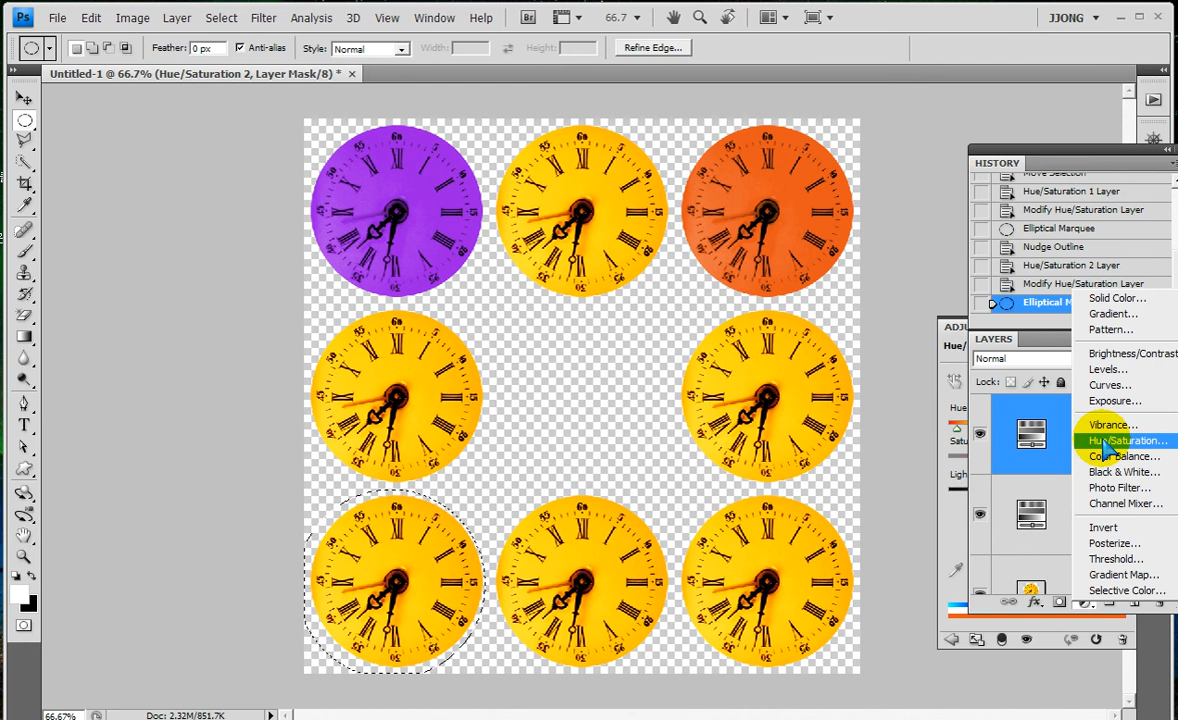 Ps File Edit Image Layer Select Filter Analysis 3D View Window Help Br 66.7 JJONG
Feather: 0 px Anti-alias Style: Normal Width: Height: Refine Edge...
Untitled-1 @ 66.7% (Hue/Saturation 2, Layer Mask/8) *
HISTORY
Move Selection
Hue/Saturation 1 Layer
Modify Hue/Saturation Layer
Elliptical Marquee
Nudge Outline
Hue/Saturation 2 Layer
Modify Hue/Saturation Layer
Elliptical M
ADJ
Hue/
LAYERS
Normal
Lock:
Hue
Satu
Light
Solid Color...
Gradient...
Pattern...
Brightness/Contrast
Levels...
Curves...
Exposure...
Vibrance...
Hue/Saturation...
Color Balance...
Black & White...
Photo Filter...
Channel Mixer...
Invert
Posterize...
Threshold...
Gradient Map...
Selective Color...
66.67% Doc: 2.32M/851.7K